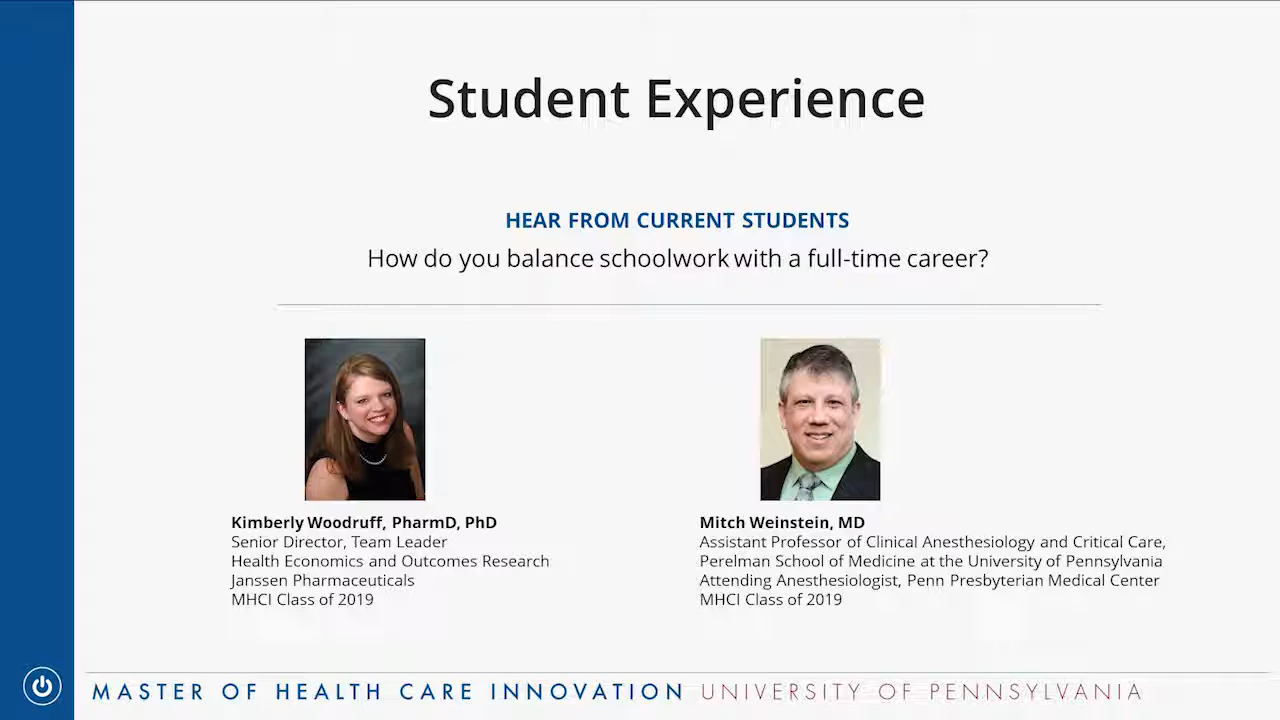 Student Experience
HEAR FROM CURRENT STUDENTS
How do you balance schoolwork with a full-time career?
Kimberly Woodruff, PharmD, PhD
Senior Director, Team Leader
Health Economics and Outcomes Research
Janssen Pharmaceuticals
MHCI Class of 2019
Mitch Weinstein, MD
Assistant Professor of Clinical Anesthesiology and Critical Care,
Perelman School of Medicine at the University of Pennsylvania
Attending Anesthesiologist, Penn Presbyterian Medical Center
MHCI Class of 2019
MASTER OF HEALTH CARE INNOVATION UNIVERSITY OF PENNSYLVANIA